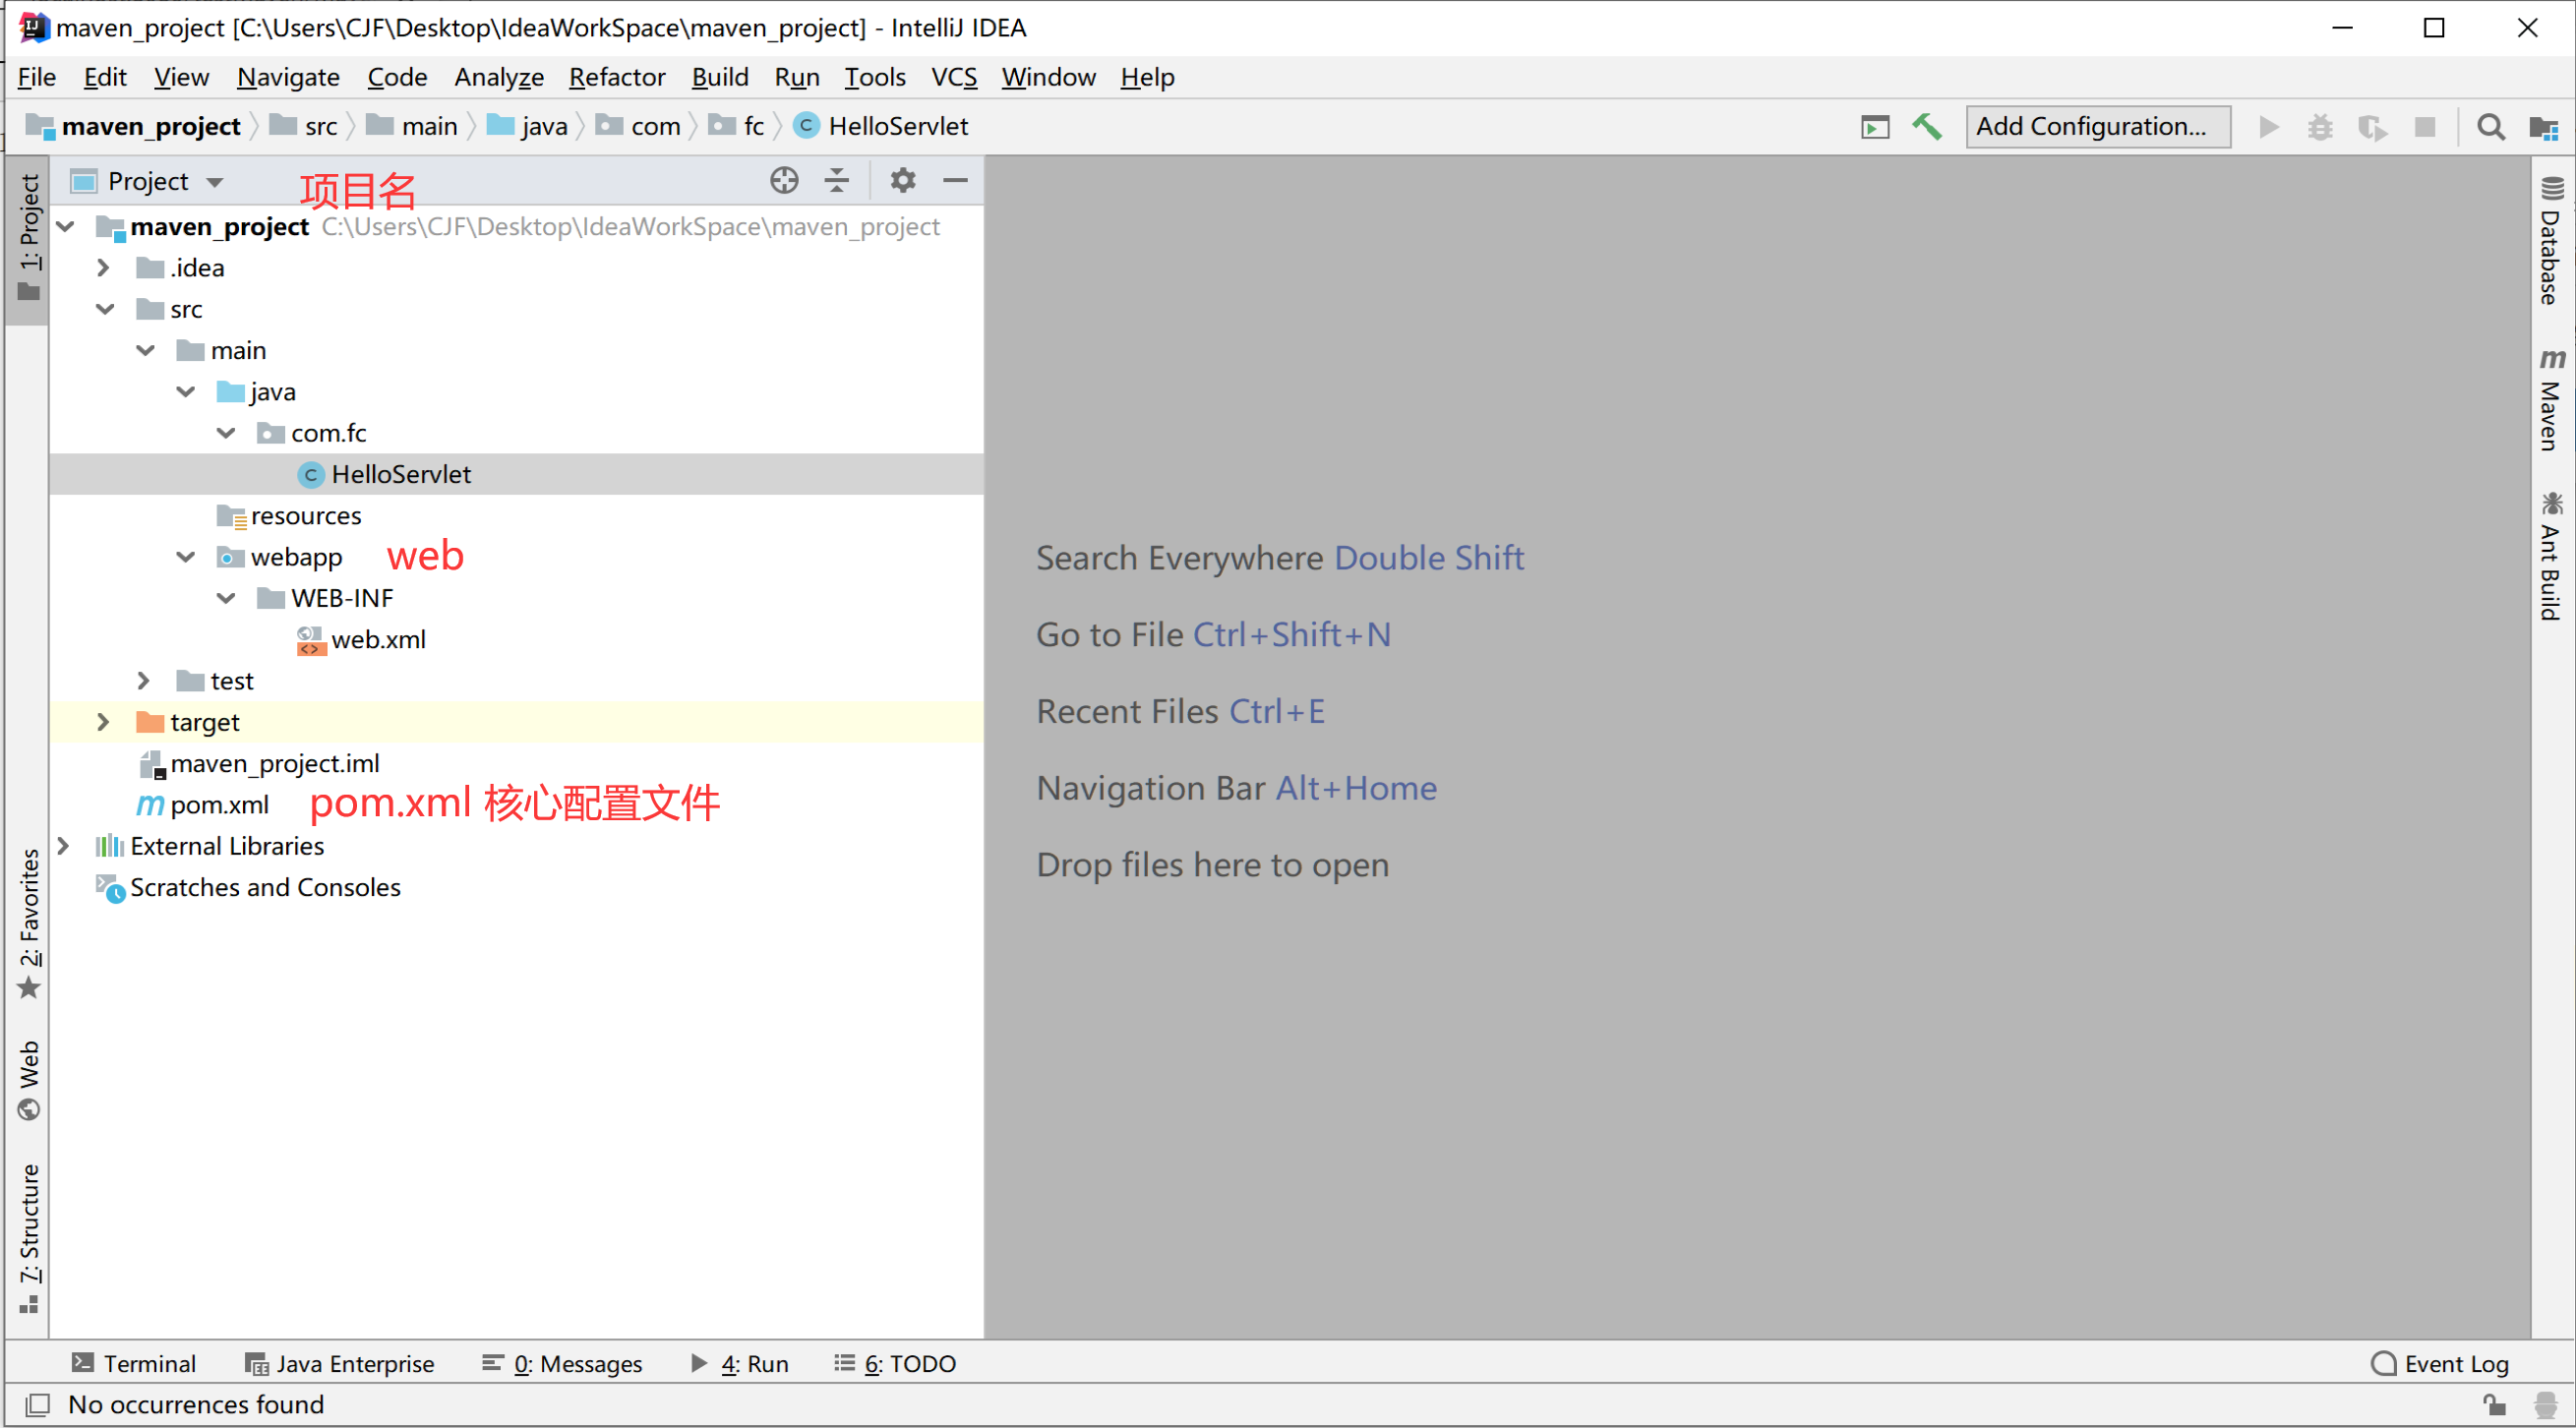 maven_project [C:\Users\CJF\Desktop\IdeaWorkSpace\maven_project] - IntelliJ IDEA
File Edit View Navigate Code Analyze Refactor Build Run Tools VCS Window Help
maven_project src main java com fc HelloServlet Add Configuration...
1: Project
2: Favorites
Web
7: Structure
Project
项目名
maven_project C:\Users\CJF\Desktop\IdeaWorkSpace\maven_project
.idea
src
main
java
com.fc
HelloServlet
resources
webapp web
WEB-INF
web.xml
test
target
maven_project.iml
pom.xml pom.xml 核心配置文件
External Libraries
Scratches and Consoles
Search Everywhere Double Shift
Go to File Ctrl+Shift+N
Recent Files Ctrl+E
Navigation Bar Alt+Home
Drop files here to open
Database
Maven
Ant Build
Terminal Java Enterprise 0: Messages 4: Run 6: TODO Event Log
No occurrences found